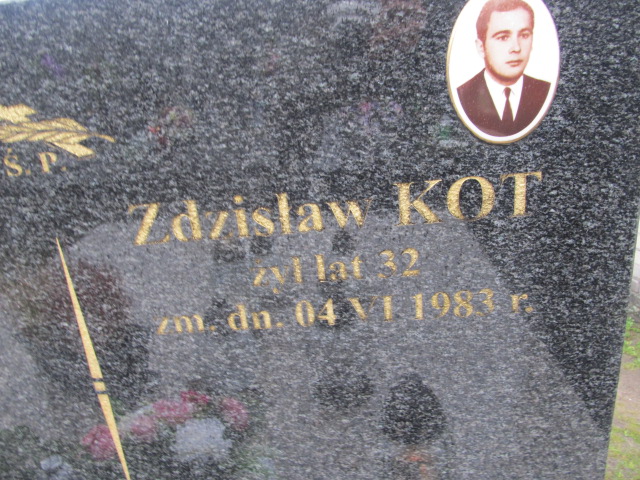 Ś. P.
Zdzisław KOT
żył lat 32
zm. dn. 04 VI 1983 r.